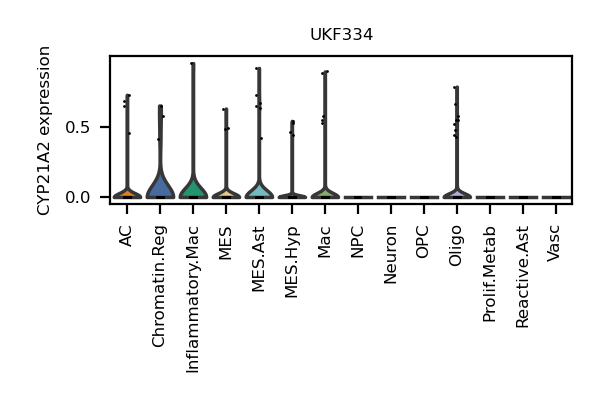 UKF334
CYP21A2 expression
0.5
0.0
AC
Chromatin.Reg
Inflammatory.Mac
MES
MES.Ast
MES.Hyp
Mac
NPC
Neuron
OPC
Oligo
Prolif.Metab
Reactive.Ast
Vasc